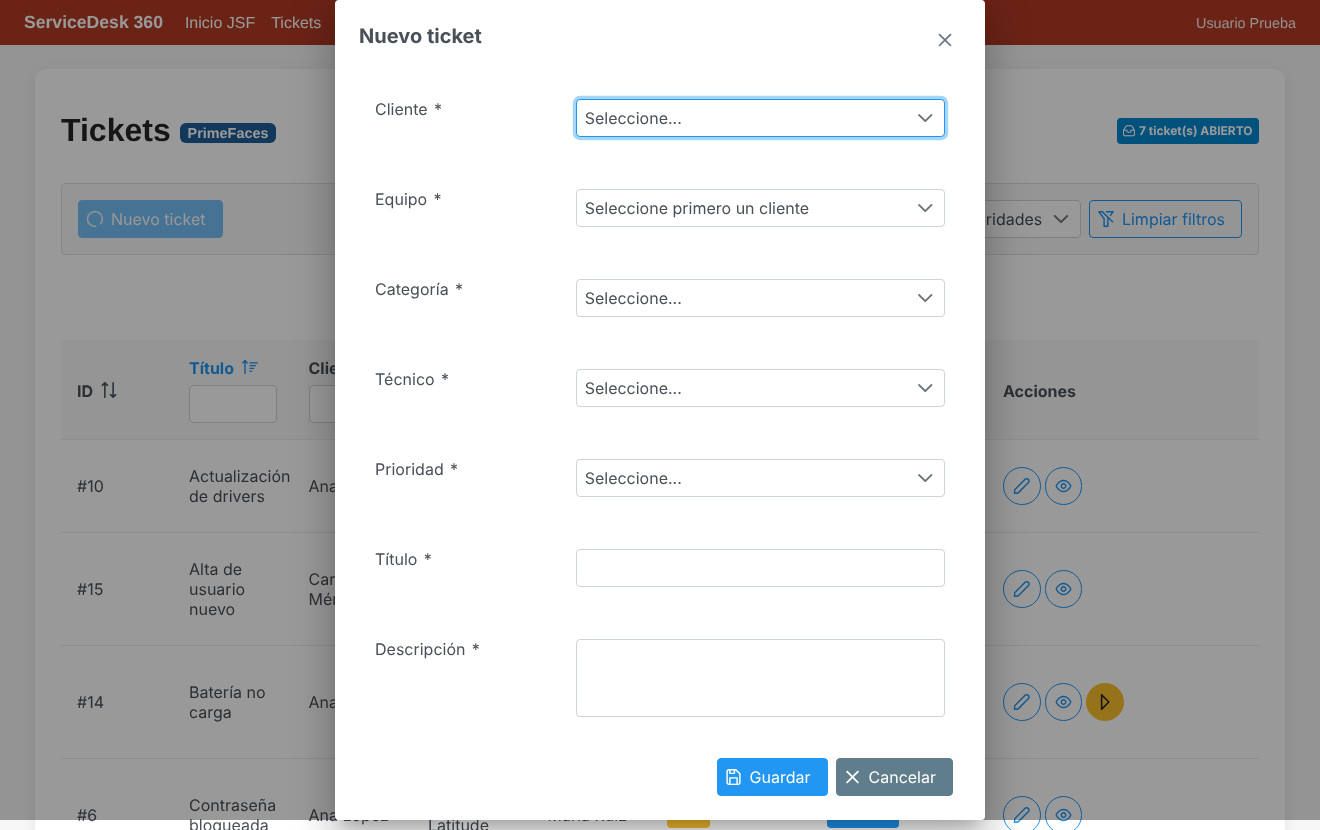 ServiceDesk 360 Inicio JSF Tickets
Usuario Prueba
Nuevo ticket
Tickets PrimeFaces
7 ticket(s) ABIERTO
Nuevo ticket
Limpiar filtros
Cliente *
Seleccione...
Equipo *
Seleccione primero un cliente
Categoría *
Seleccione...
Técnico *
Seleccione...
Prioridad *
Seleccione...
Título *
Descripción *
Guardar
Cancelar
ID
Título
Acciones
#10
Actualización
de drivers
Ana
#15
Alta de
usuario
nuevo
#14
Batería no
carga
Ana
#6
Contraseña
bloqueada
Latitude